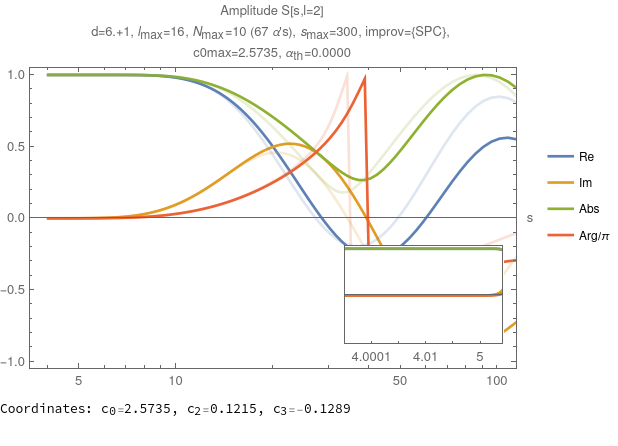 Amplitude S[s,l=2]
d=6.+1, lmax=16, Nmax=10 (67 α's), smax=300, improv={SPC},
c0max=2.5735, αth=0.0000
1.0
0.5
0.0
−0.5
−1.0
s
Re
Im
Abs
Arg/π
4.0001 4.01 5
5 10 50 100
Coordinates: c0=2.5735, c2=0.1215, c3=-0.1289